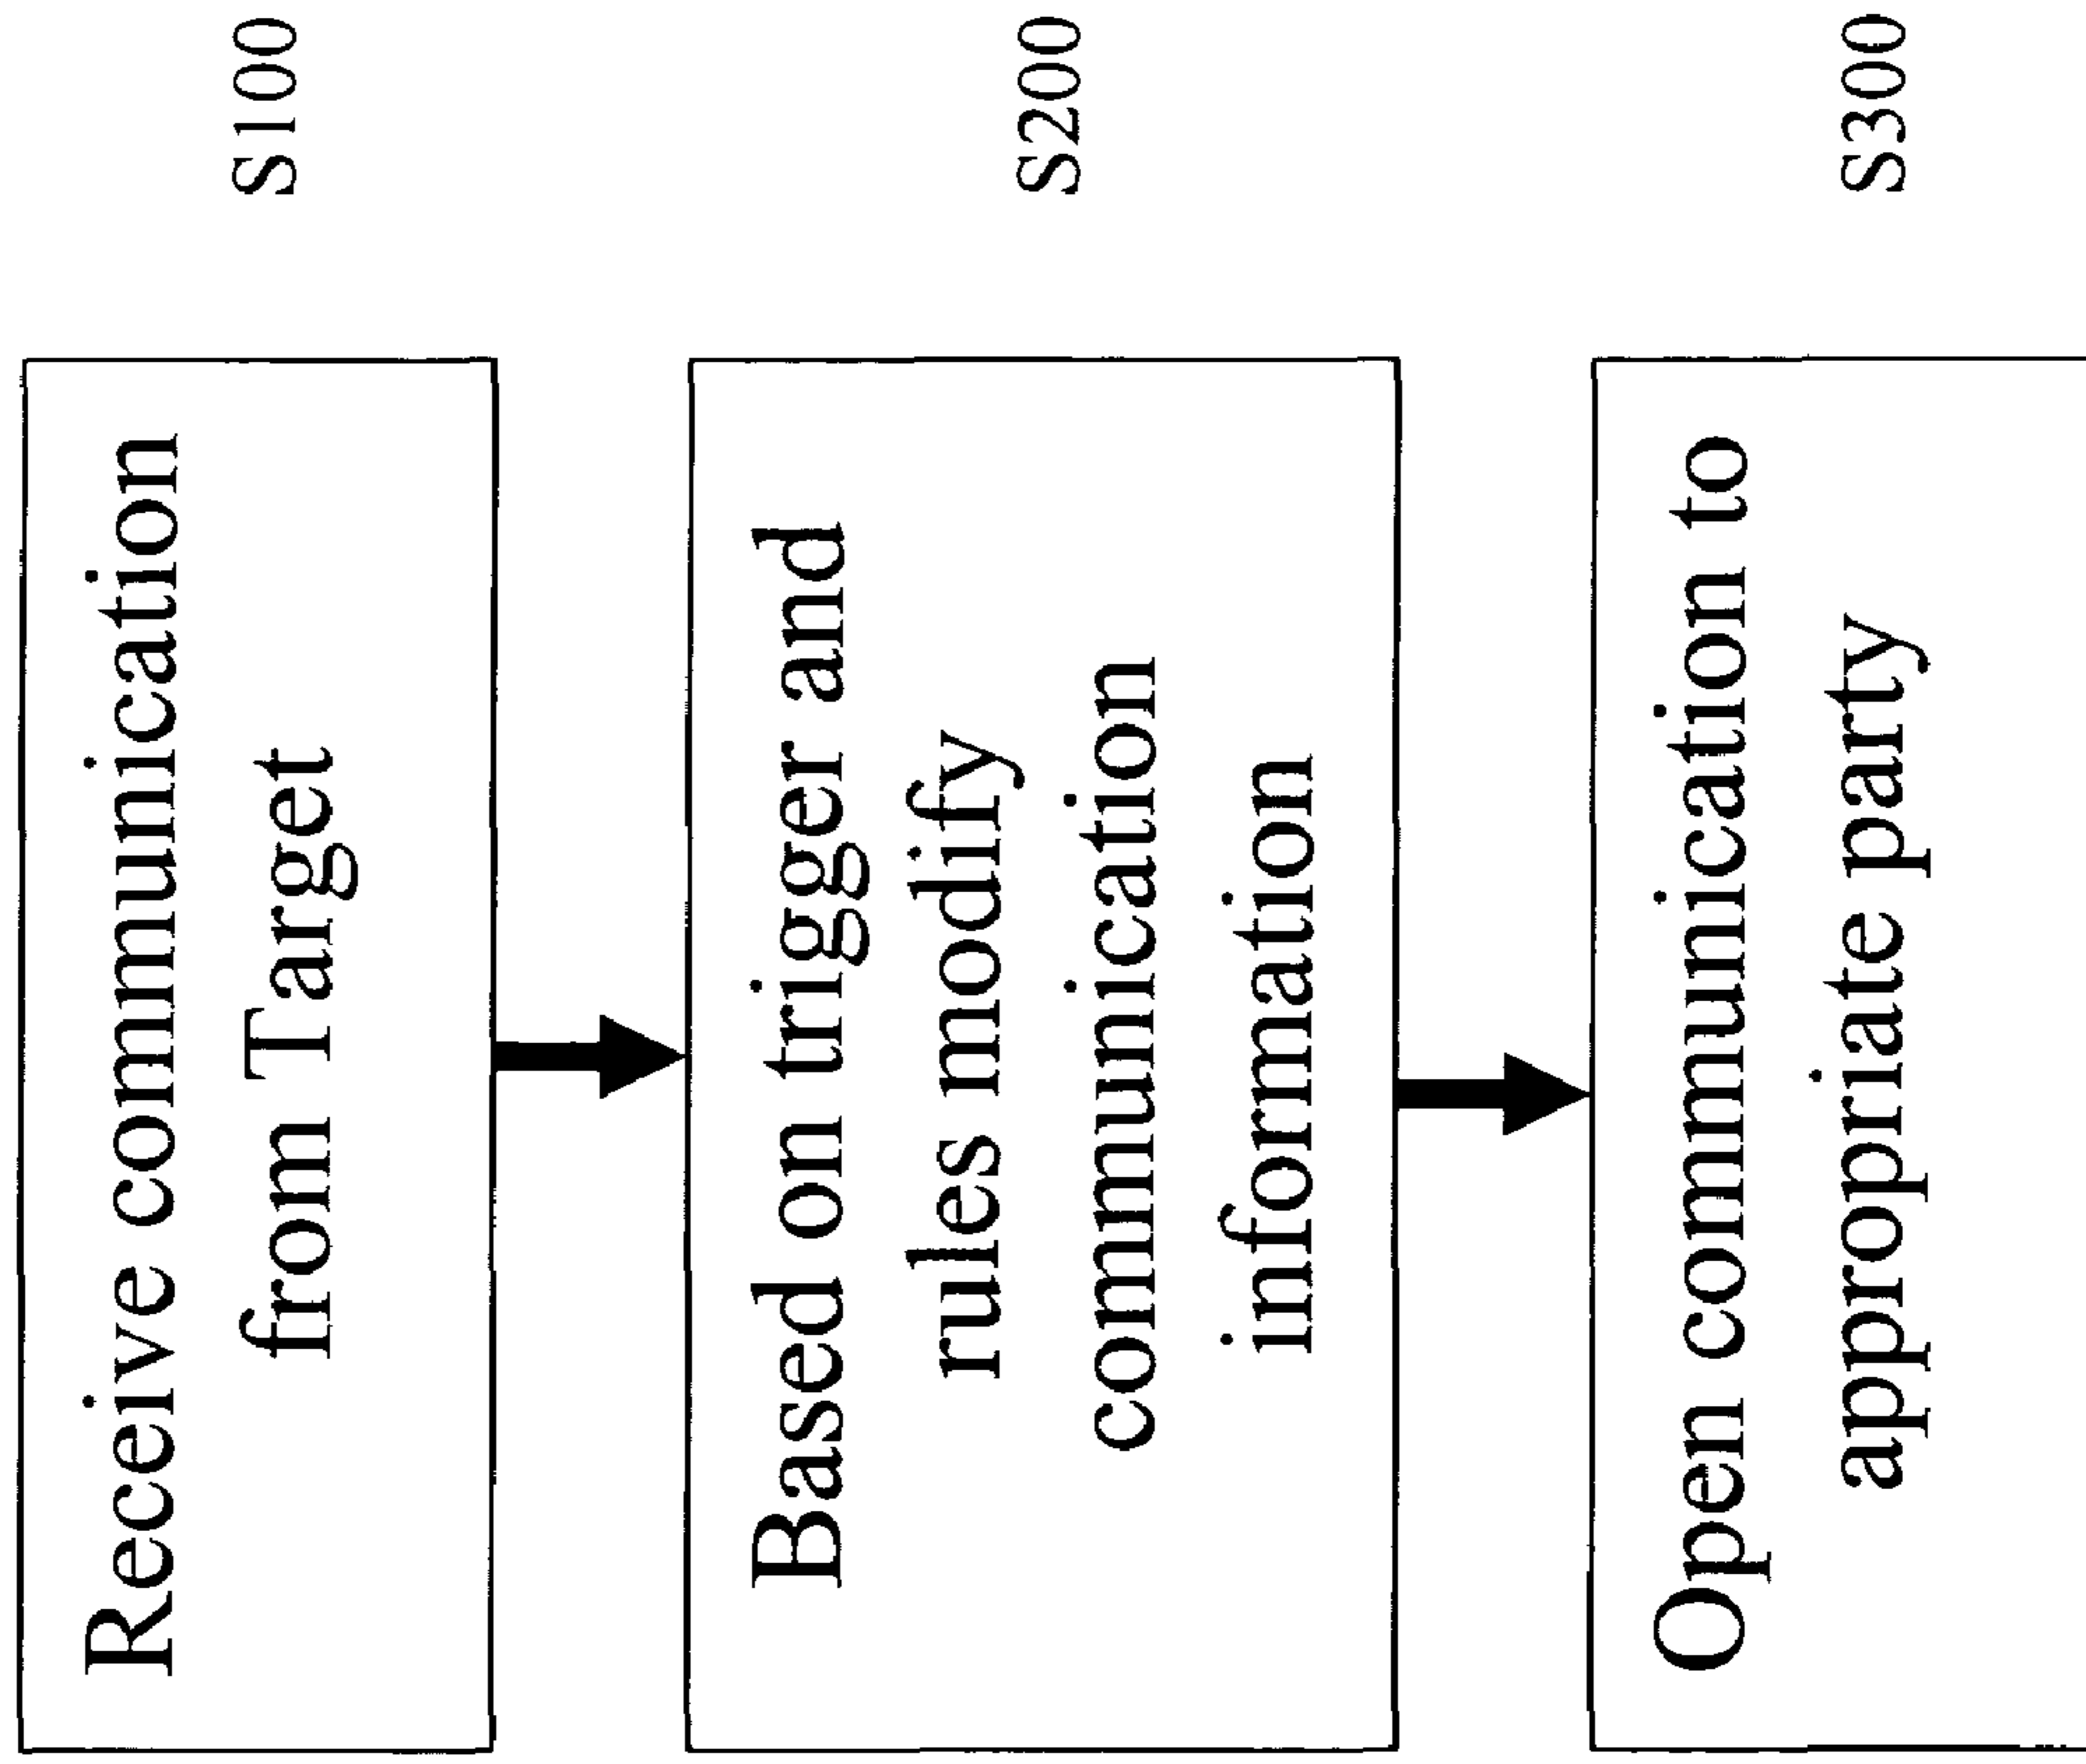 Receive communication
from Target
S100
Based on trigger and
rules modify
communication
information
S200
Open communication to
appropriate party
S300